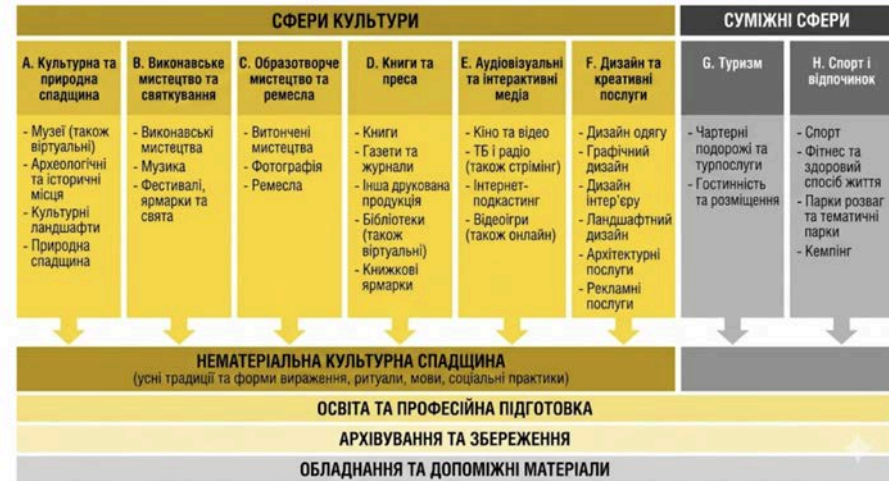 СФЕРИ КУЛЬТУРИ
СУМІЖНІ СФЕРИ
А. Культурна та
природна
спадщина
- Музеї (також
віртуальні)
- Археологічні
та історичні
місця
- Культурні
ландшафти
- Природна
спадщина
В. Виконавське
мистецтво та
святкування
- Виконавські
мистецтва
- Музика
- Фестивалі,
ярмарки та
свята
С. Образотворче
мистецтво та
ремесла
- Витончені
мистецтва
- Фотографія
- Ремесла
D. Книги та
преса
- Книги
- Газети та
журнали
- Інша друкована
продукція
- Бібліотеки
(також
віртуальні)
- Книжкові
ярмарки
Е. Аудіовізуальні
та інтерактивні
медіа
- Кіно та відео
- ТБ і радіо
(також стрімінг)
- Інтернет-
подкастинг
- Відеоігри
(також онлайн)
F. Дизайн та
креативні
послуги
- Дизайн одягу
- Графічний
дизайн
- Дизайн
інтер'єру
- Ландшафтний
дизайн
- Архітектурні
послуги
- Рекламні
послуги
G. Туризм
- Чартерні
подорожі та
турпослуги
- Гостинність
та розміщення
Н. Спорт і
відпочинок
- Спорт
- Фітнес та
здоровий
спосіб життя
- Парки розваг
та тематичні
парки
- Кемпінг
НЕМАТЕРІАЛЬНА КУЛЬТУРНА СПАДЩИНА
(усні традиції та форми вираження, ритуали, мови, соціальні практики)
ОСВІТА ТА ПРОФЕСІЙНА ПІДГОТОВКА
АРХІВУВАННЯ ТА ЗБЕРЕЖЕННЯ
ОБЛАДНАННЯ ТА ДОПОМІЖНІ МАТЕРІАЛИ